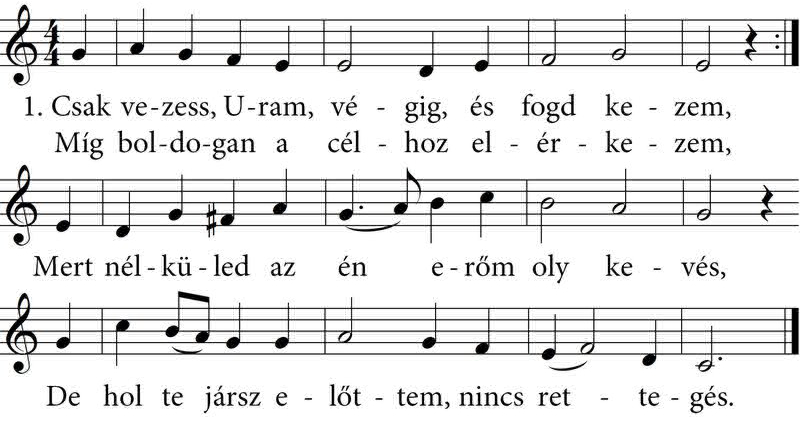 4
4
1. Csak ve-zess, U-ram, vé - gig, és fogd ke - zem,
Míg bol-do-gan a cél - hoz el - ér - ke - zem,
Mert nél - kü - led az én e - rőm oly ke - vés,
De hol te jársz e - lőt - tem, nincs ret - te - gés.